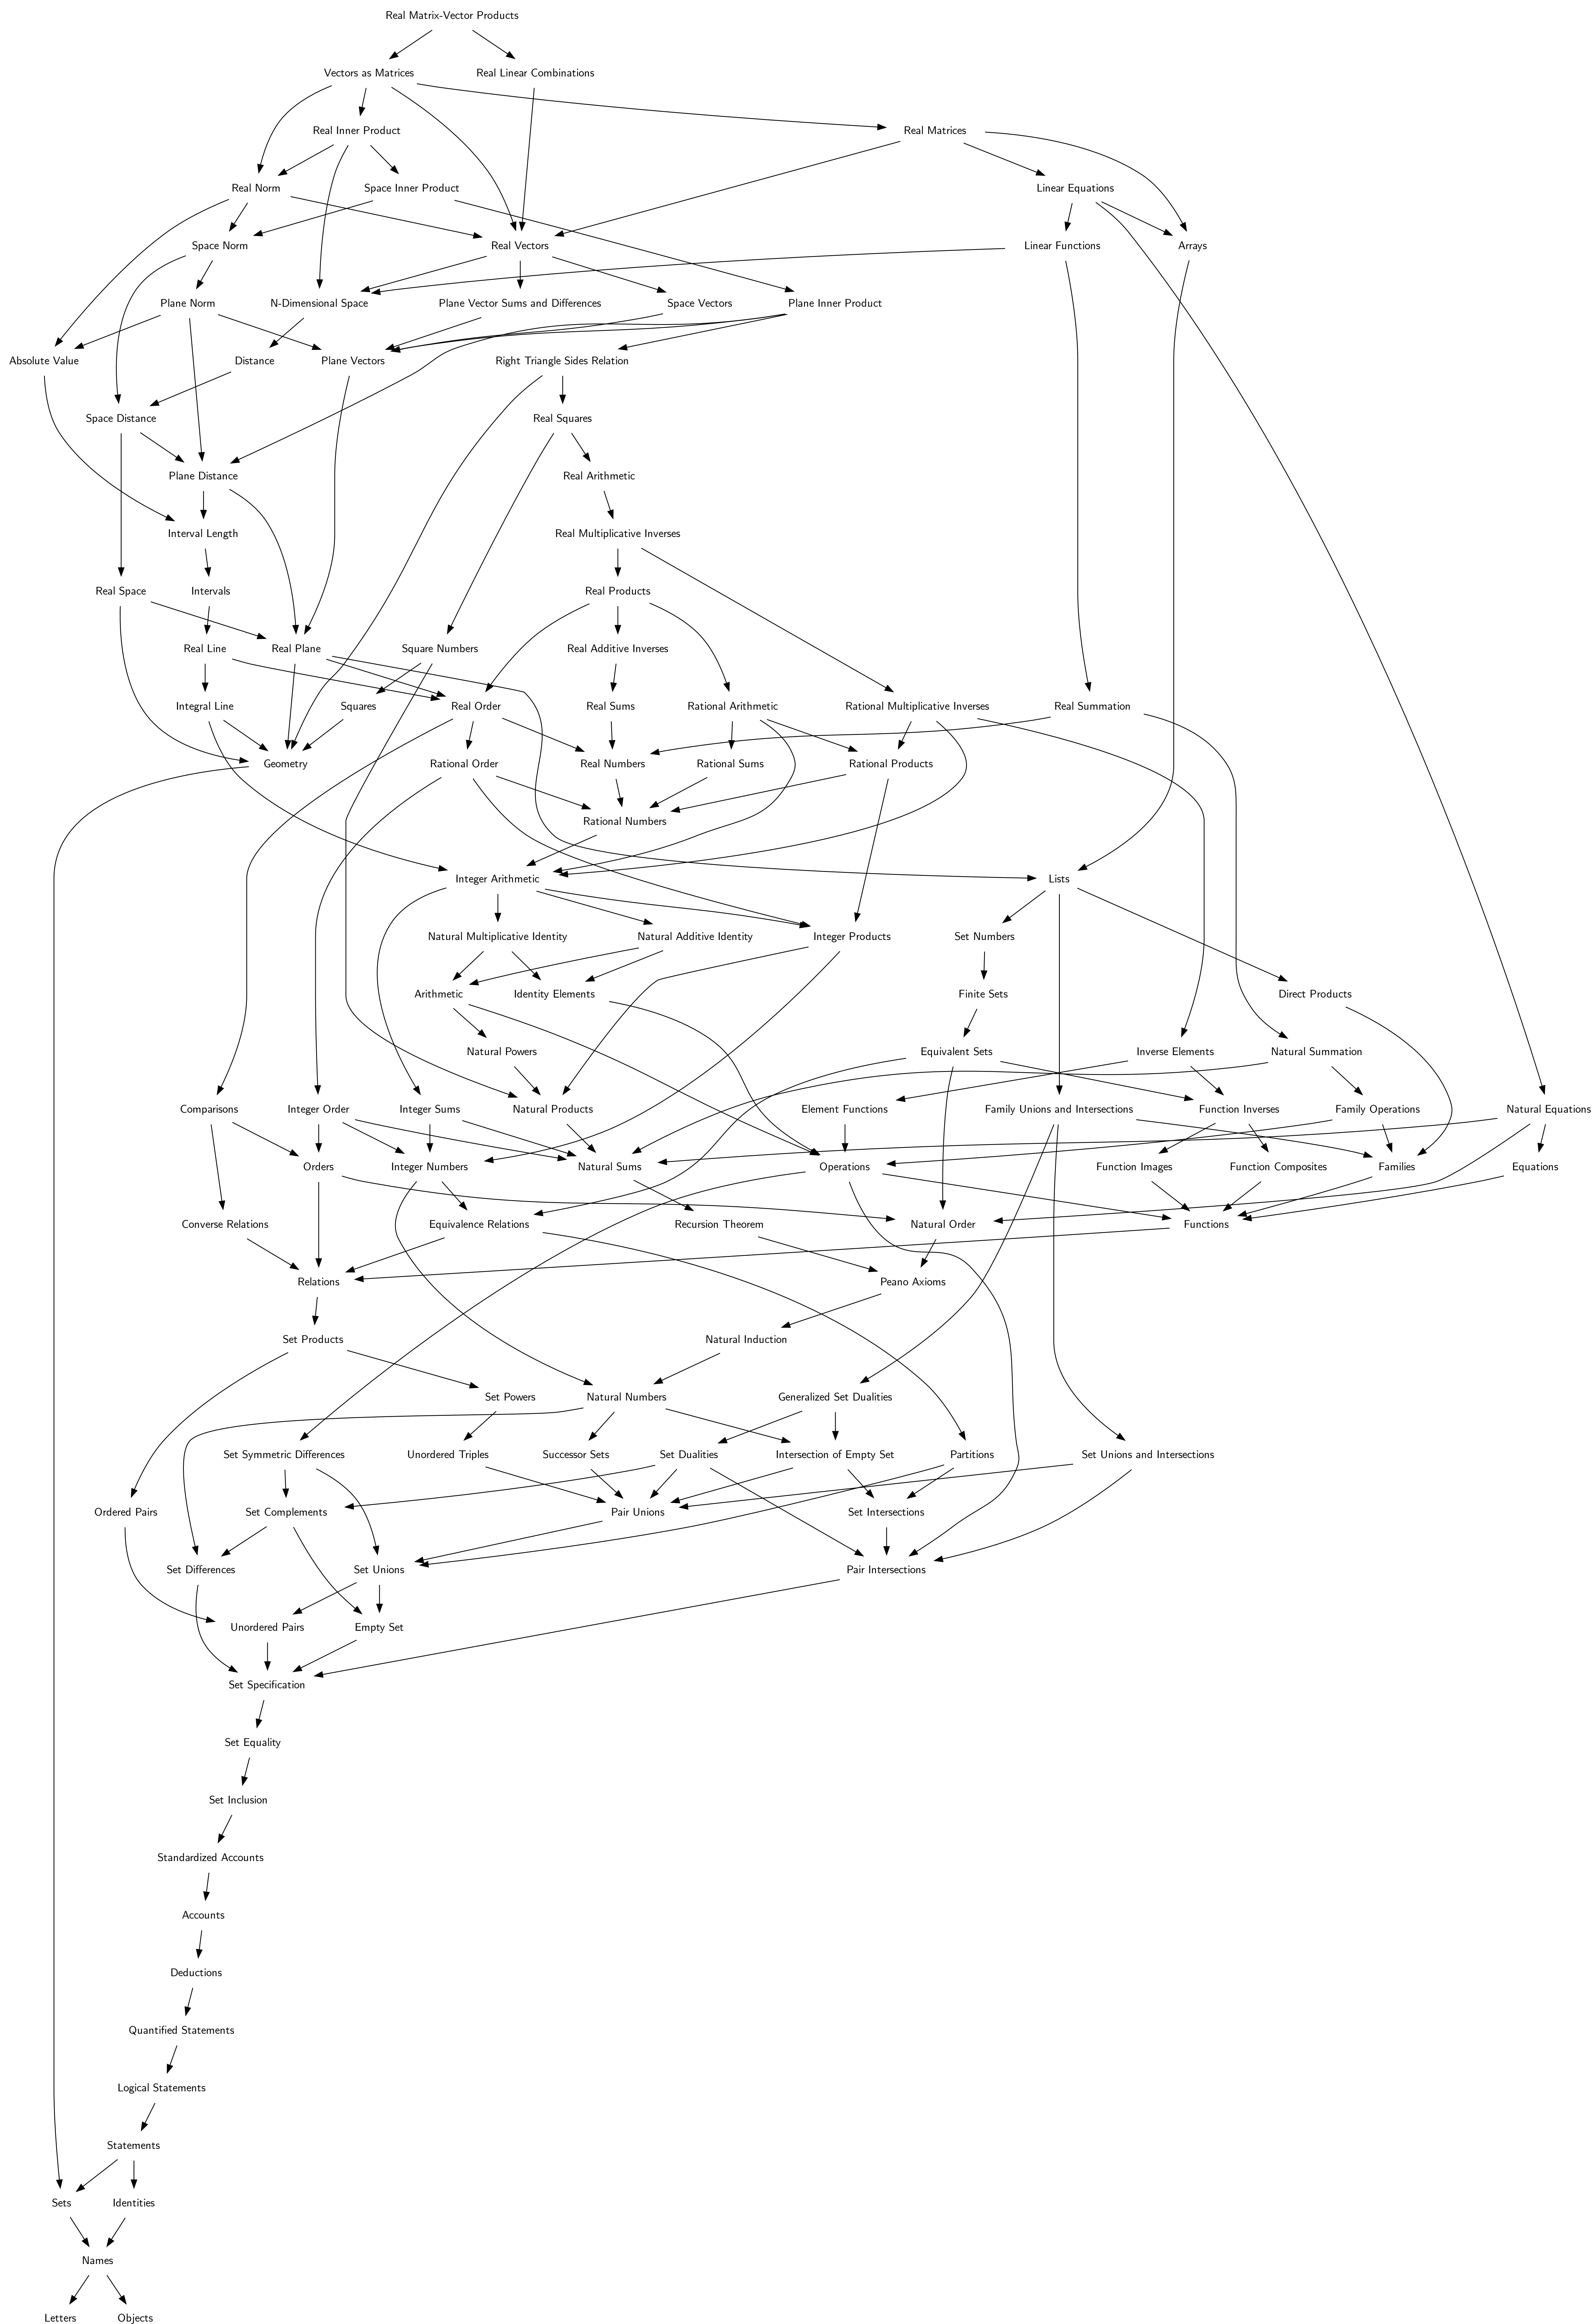 Real Matrix-Vector Products
Vectors as Matrices
Real Linear Combinations
Real Inner Product
Real Matrices
Real Norm
Space Inner Product
Linear Equations
Space Norm
Real Vectors
Linear Functions
Arrays
Plane Norm
N-Dimensional Space
Plane Vector Sums and Differences
Space Vectors
Plane Inner Product
Absolute Value
Distance
Plane Vectors
Right Triangle Sides Relation
Space Distance
Real Squares
Plane Distance
Real Arithmetic
Interval Length
Real Multiplicative Inverses
Real Space
Intervals
Real Products
Real Line
Real Plane
Square Numbers
Real Additive Inverses
Integral Line
Squares
Real Order
Real Sums
Rational Arithmetic
Rational Multiplicative Inverses
Real Summation
Geometry
Rational Order
Real Numbers
Rational Sums
Rational Products
Rational Numbers
Integer Arithmetic
Lists
Natural Multiplicative Identity
Natural Additive Identity
Integer Products
Set Numbers
Arithmetic
Identity Elements
Finite Sets
Direct Products
Natural Powers
Equivalent Sets
Inverse Elements
Natural Summation
Comparisons
Integer Order
Integer Sums
Natural Products
Element Functions
Family Unions and Intersections
Function Inverses
Family Operations
Natural Equations
Orders
Integer Numbers
Natural Sums
Operations
Function Images
Function Composites
Families
Equations
Converse Relations
Equivalence Relations
Recursion Theorem
Natural Order
Functions
Relations
Peano Axioms
Set Products
Natural Induction
Set Powers
Natural Numbers
Generalized Set Dualities
Set Symmetric Differences
Unordered Triples
Successor Sets
Set Dualities
Intersection of Empty Set
Partitions
Set Unions and Intersections
Ordered Pairs
Set Complements
Pair Unions
Set Intersections
Set Differences
Set Unions
Pair Intersections
Unordered Pairs
Empty Set
Set Specification
Set Equality
Set Inclusion
Standardized Accounts
Accounts
Deductions
Quantified Statements
Logical Statements
Statements
Sets
Identities
Names
Letters
Objects